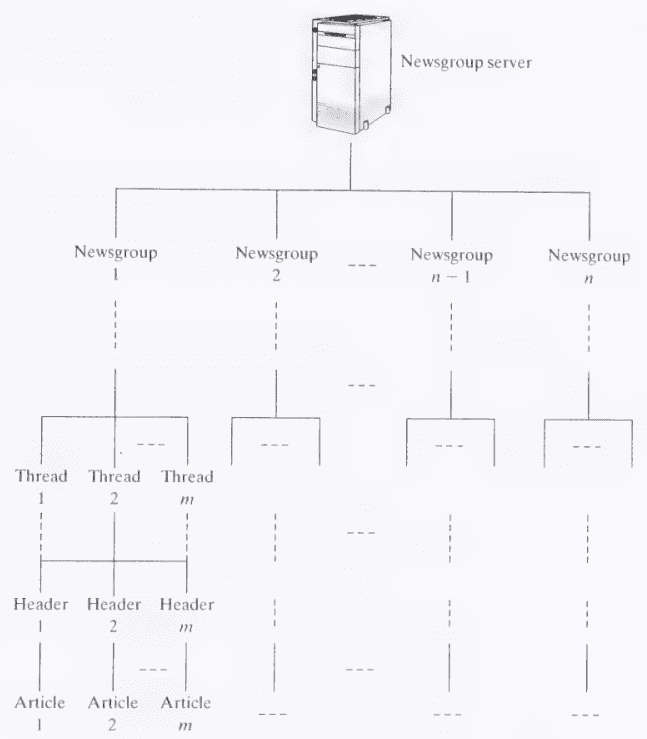 Newsgroup server
Newsgroup Newsgroup Newsgroup Newsgroup
1 2 n − 1 n
Thread Thread Thread
1 2 m
Header Header Header
1 2 m
Article Article Article
1 2 m